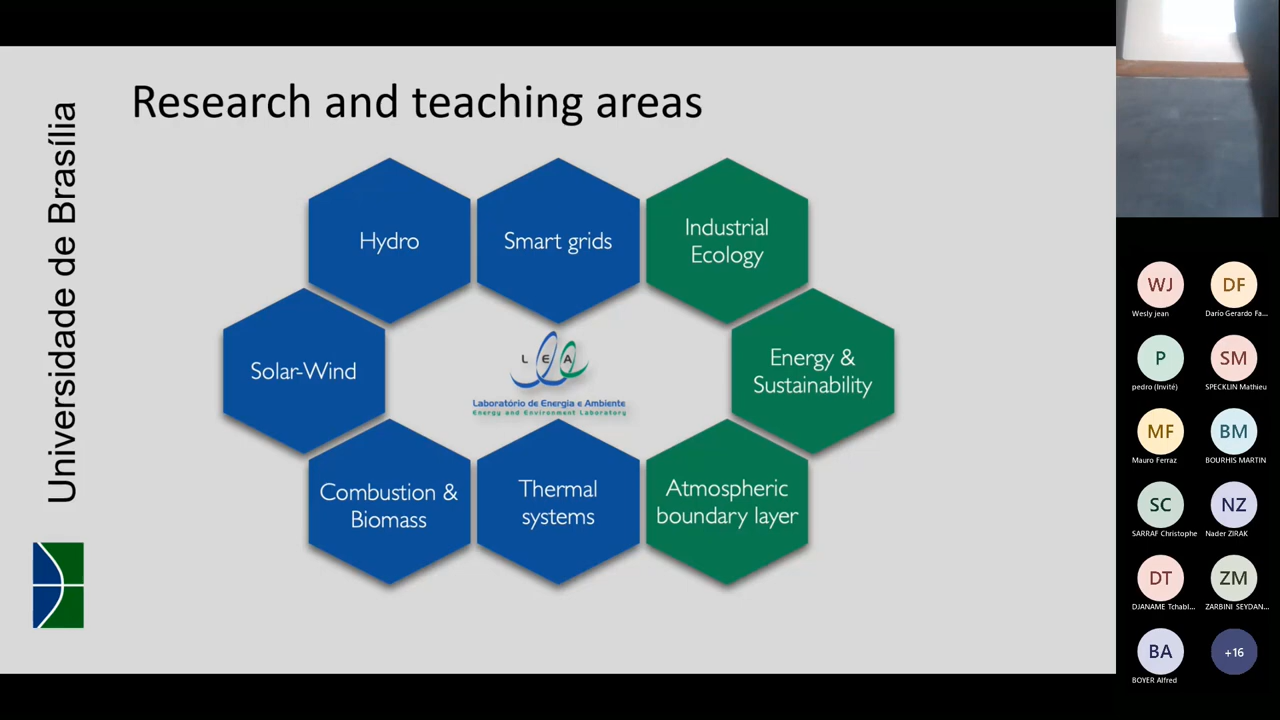 Research and teaching areas
Universidade de Brasília
Hydro
Smart grids
Industrial
Ecology
Solar-Wind
L E A
Laboratório de Energia e Ambiente
Energy and Environment Laboratory
Energy &
Sustainability
Combustion &
Biomass
Thermal
systems
Atmospheric
boundary layer
WJ
Wesly jean
DF
Darío Gerardo Fa...
P
pedro (Invité)
SM
SPECKLIN Mathieu
MF
Mauro Ferraz
BM
BOURHIS MARTIN
SC
SARRAF Christophe
NZ
Nader ZIRAK
DT
DJANAME Tchabl...
ZM
ZARBINI SEYDAN...
BA
BOYER Alfred
+16